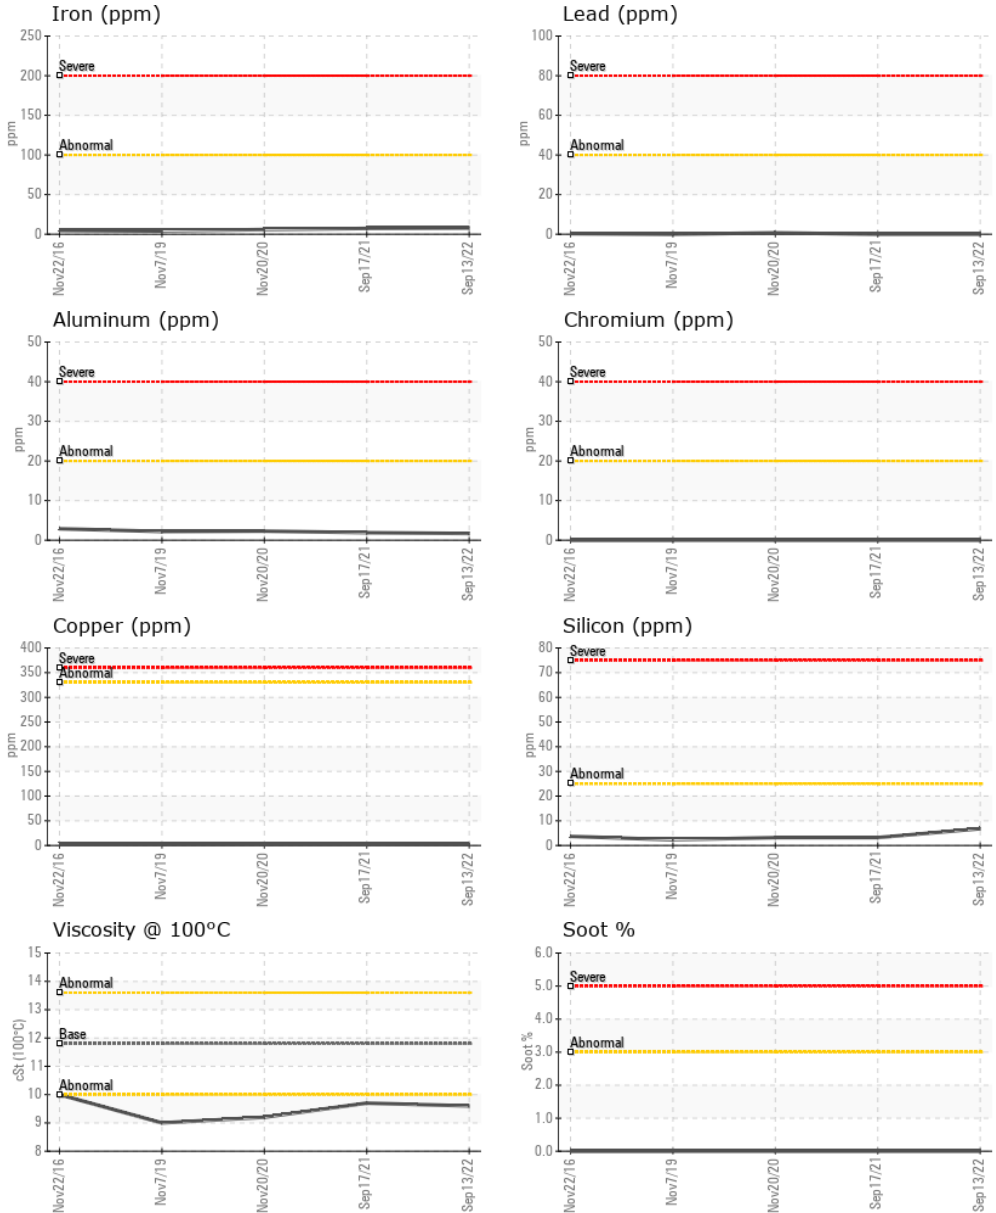 Iron (ppm)
250
200
150
100
50
0
ppm
Severe
Abnormal
Nov22/16
Nov7/19
Nov20/20
Sep17/21
Sep13/22
Lead (ppm)
100
80
60
40
20
0
ppm
Severe
Abnormal
Nov22/16
Nov7/19
Nov20/20
Sep17/21
Sep13/22
Aluminum (ppm)
50
40
30
20
10
0
ppm
Severe
Abnormal
Nov22/16
Nov7/19
Nov20/20
Sep17/21
Sep13/22
Chromium (ppm)
50
40
30
20
10
0
ppm
Severe
Abnormal
Nov22/16
Nov7/19
Nov20/20
Sep17/21
Sep13/22
Copper (ppm)
400
350
300
250
200
150
100
50
0
ppm
Severe
Abnormal
Nov22/16
Nov7/19
Nov20/20
Sep17/21
Sep13/22
Silicon (ppm)
80
70
60
50
40
30
20
10
0
ppm
Severe
Abnormal
Nov22/16
Nov7/19
Nov20/20
Sep17/21
Sep13/22
Viscosity @ 100°C
15
14
13
12
11
10
9
8
cSt (100°C)
Abnormal
Base
Abnormal
Nov22/16
Nov7/19
Nov20/20
Sep17/21
Sep13/22
Soot %
6.0
5.0
4.0
3.0
2.0
1.0
0.0
Soot %
Severe
Abnormal
Nov22/16
Nov7/19
Nov20/20
Sep17/21
Sep13/22